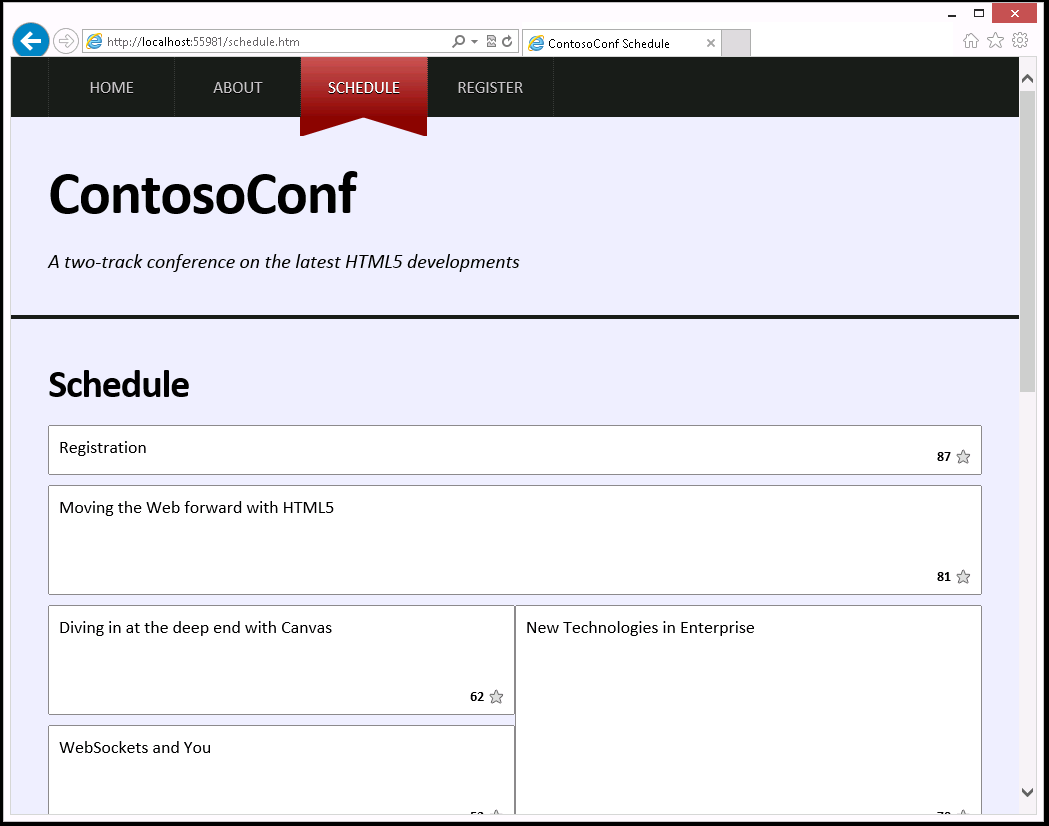 http://localhost:55981/schedule.htm
ContosoConf Schedule
HOME ABOUT SCHEDULE REGISTER
ContosoConf
A two-track conference on the latest HTML5 developments
Schedule
Registration
87
Moving the Web forward with HTML5
81
Diving in at the deep end with Canvas
New Technologies in Enterprise
62
WebSockets and You